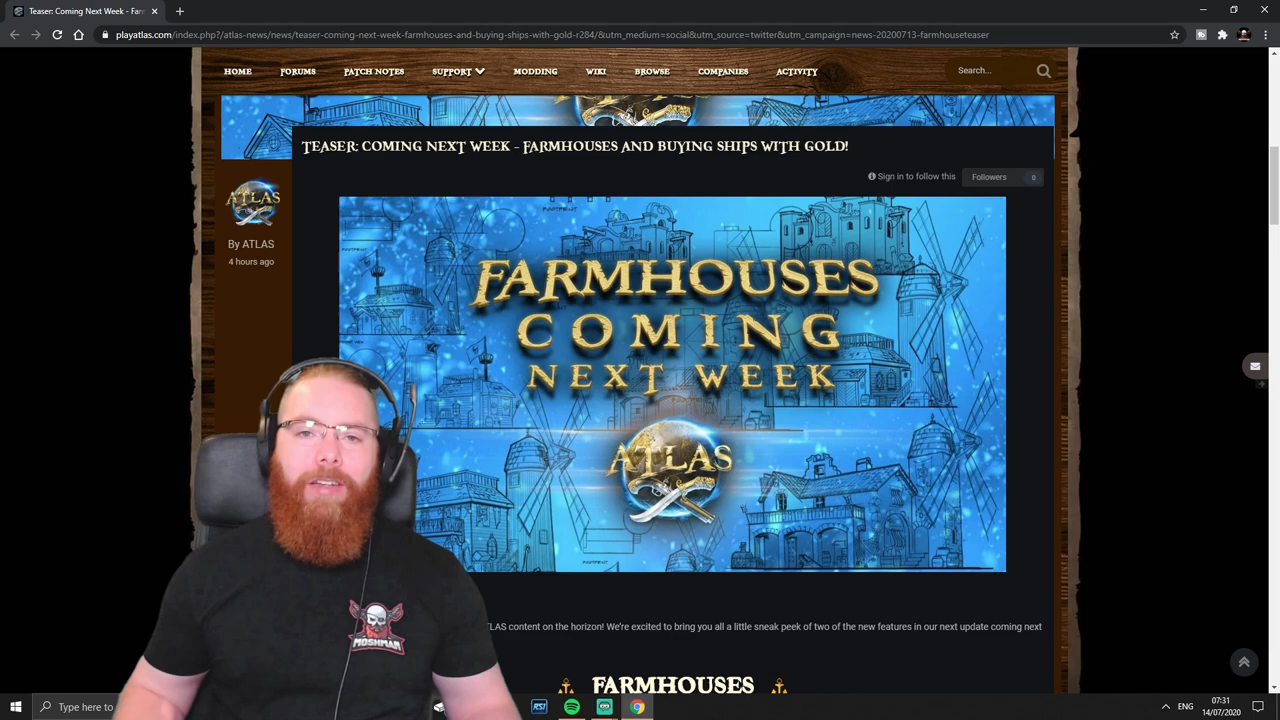 Teaser: Coming Next Week - Farm
playatlas.com/news/news/teaser-coming-next-week-farmhouses-and-buying-ships-with-gold-r284/?utm_medium=social&utm_source=twitter&utm_campaign=news-20200713-farmhouseteaser
HOME FORUMS PATCH NOTES SUPPORT MODDING WIKI BROWSE COMPANIES ACTIVITY Search...
TEASER: COMING NEXT WEEK - FARMHOUSES AND BUYING SHIPS WITH GOLD!
Sign in to follow this Followers 0
ATLAS
By ATLAS
4 hours ago
FARMHOUSES
COMING
NEXT WEEK
ATLAS
MOSHMAN
TLAS content on the horizon! We're excited to bring you all a little sneak peek of two of the new features in our next update coming next
FARMHOUSES
Type here to
RSI
ENG
07:31
14/07/2020